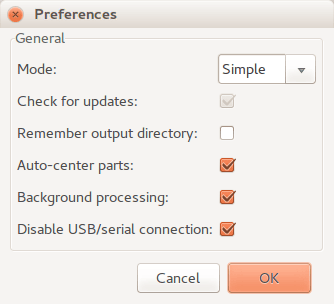 Preferences
General
Mode: Simple
Check for updates:
Remember output directory:
Auto-center parts:
Background processing:
Disable USB/serial connection:
Cancel OK